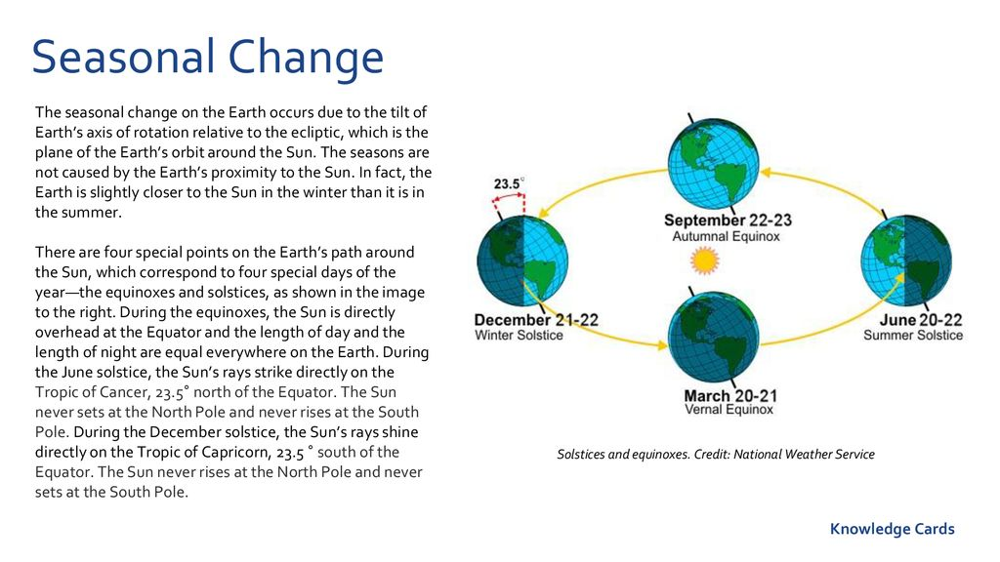 Seasonal Change
The seasonal change on the Earth occurs due to the tilt of
Earth’s axis of rotation relative to the ecliptic, which is the
plane of the Earth’s orbit around the Sun. The seasons are
not caused by the Earth’s proximity to the Sun. In fact, the
Earth is slightly closer to the Sun in the winter than it is in
the summer.
There are four special points on the Earth’s path around
the Sun, which correspond to four special days of the
year—the equinoxes and solstices, as shown in the image
to the right. During the equinoxes, the Sun is directly
overhead at the Equator and the length of day and the
length of night are equal everywhere on the Earth. During
the June solstice, the Sun’s rays strike directly on the
Tropic of Cancer, 23.5˚ north of the Equator. The Sun
never sets at the North Pole and never rises at the South
Pole. During the December solstice, the Sun’s rays shine
directly on the Tropic of Capricorn, 23.5 ˚ south of the
Equator. The Sun never rises at the North Pole and never
sets at the South Pole.
23.5°
September 22-23
Autumnal Equinox
December 21-22
Winter Solstice
June 20-22
Summer Solstice
March 20-21
Vernal Equinox
Solstices and equinoxes. Credit: National Weather Service
Knowledge Cards